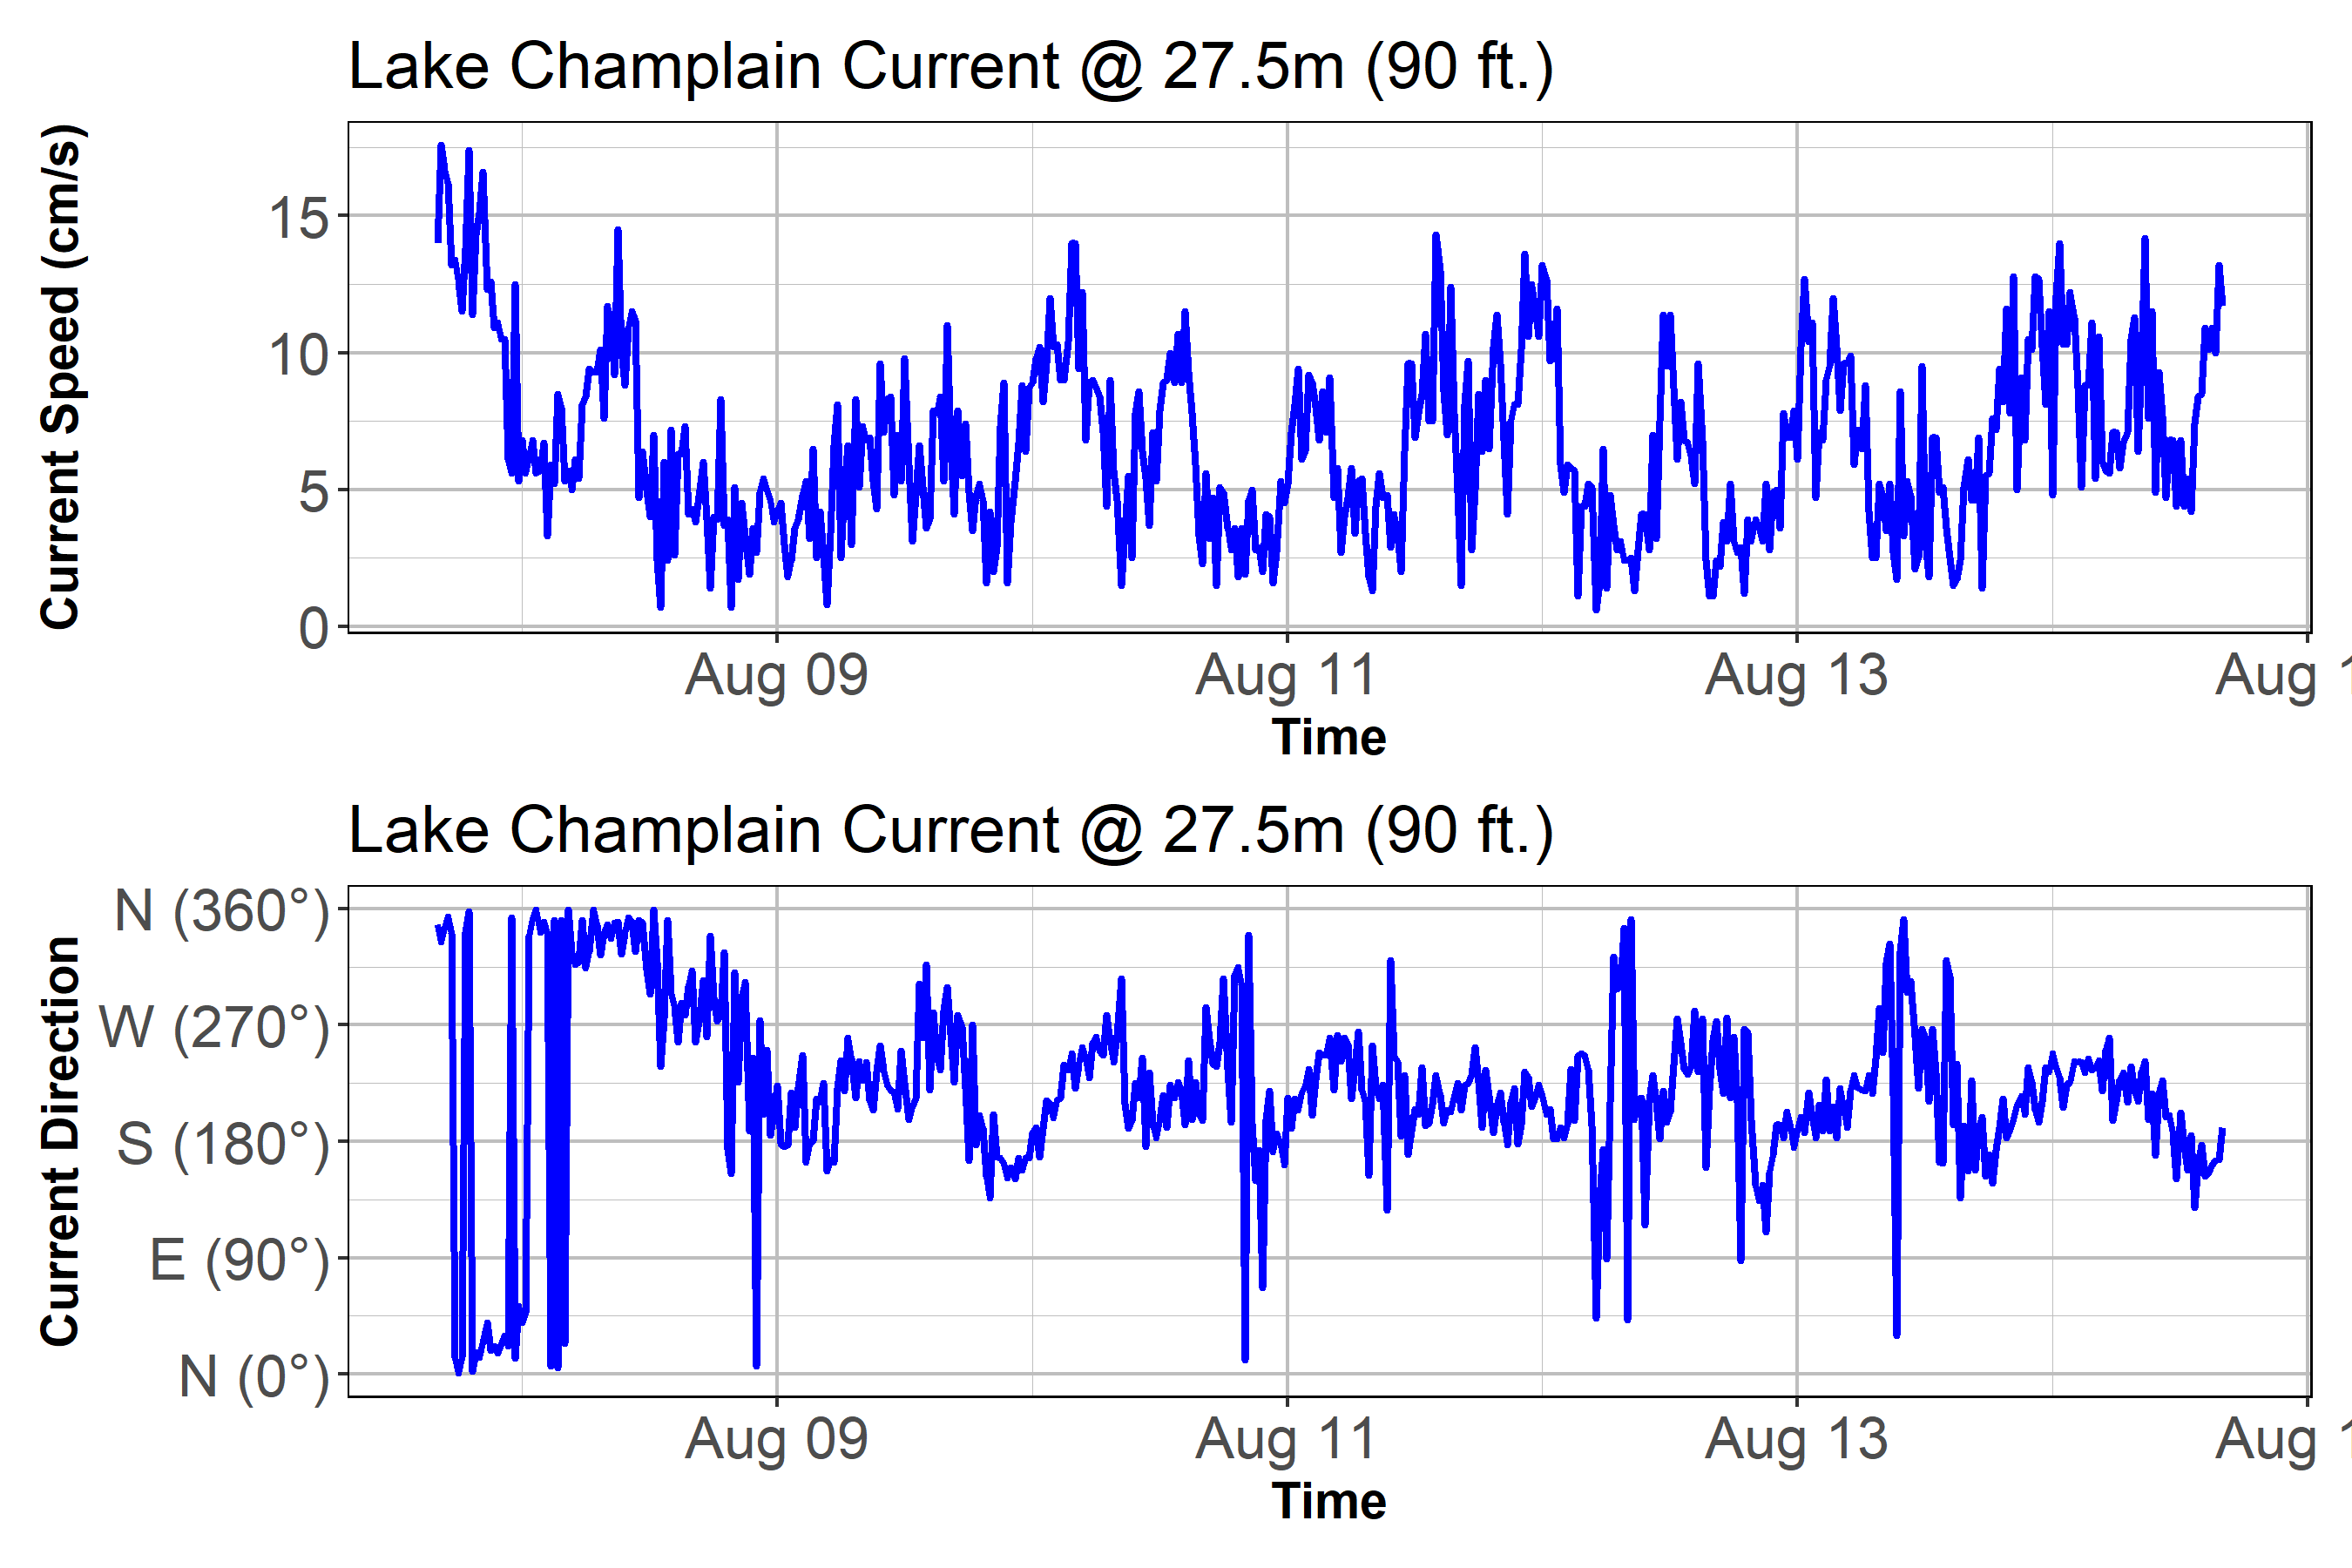 Lake Champlain Current @ 27.5m (90 ft.)
Current Speed (cm/s)
15
10
5
0
Aug 09 Aug 11 Aug 13 Aug 1
Time
Lake Champlain Current @ 27.5m (90 ft.)
Current Direction
N (360°)
W (270°)
S (180°)
E (90°)
N (0°)
Aug 09 Aug 11 Aug 13 Aug 1
Time